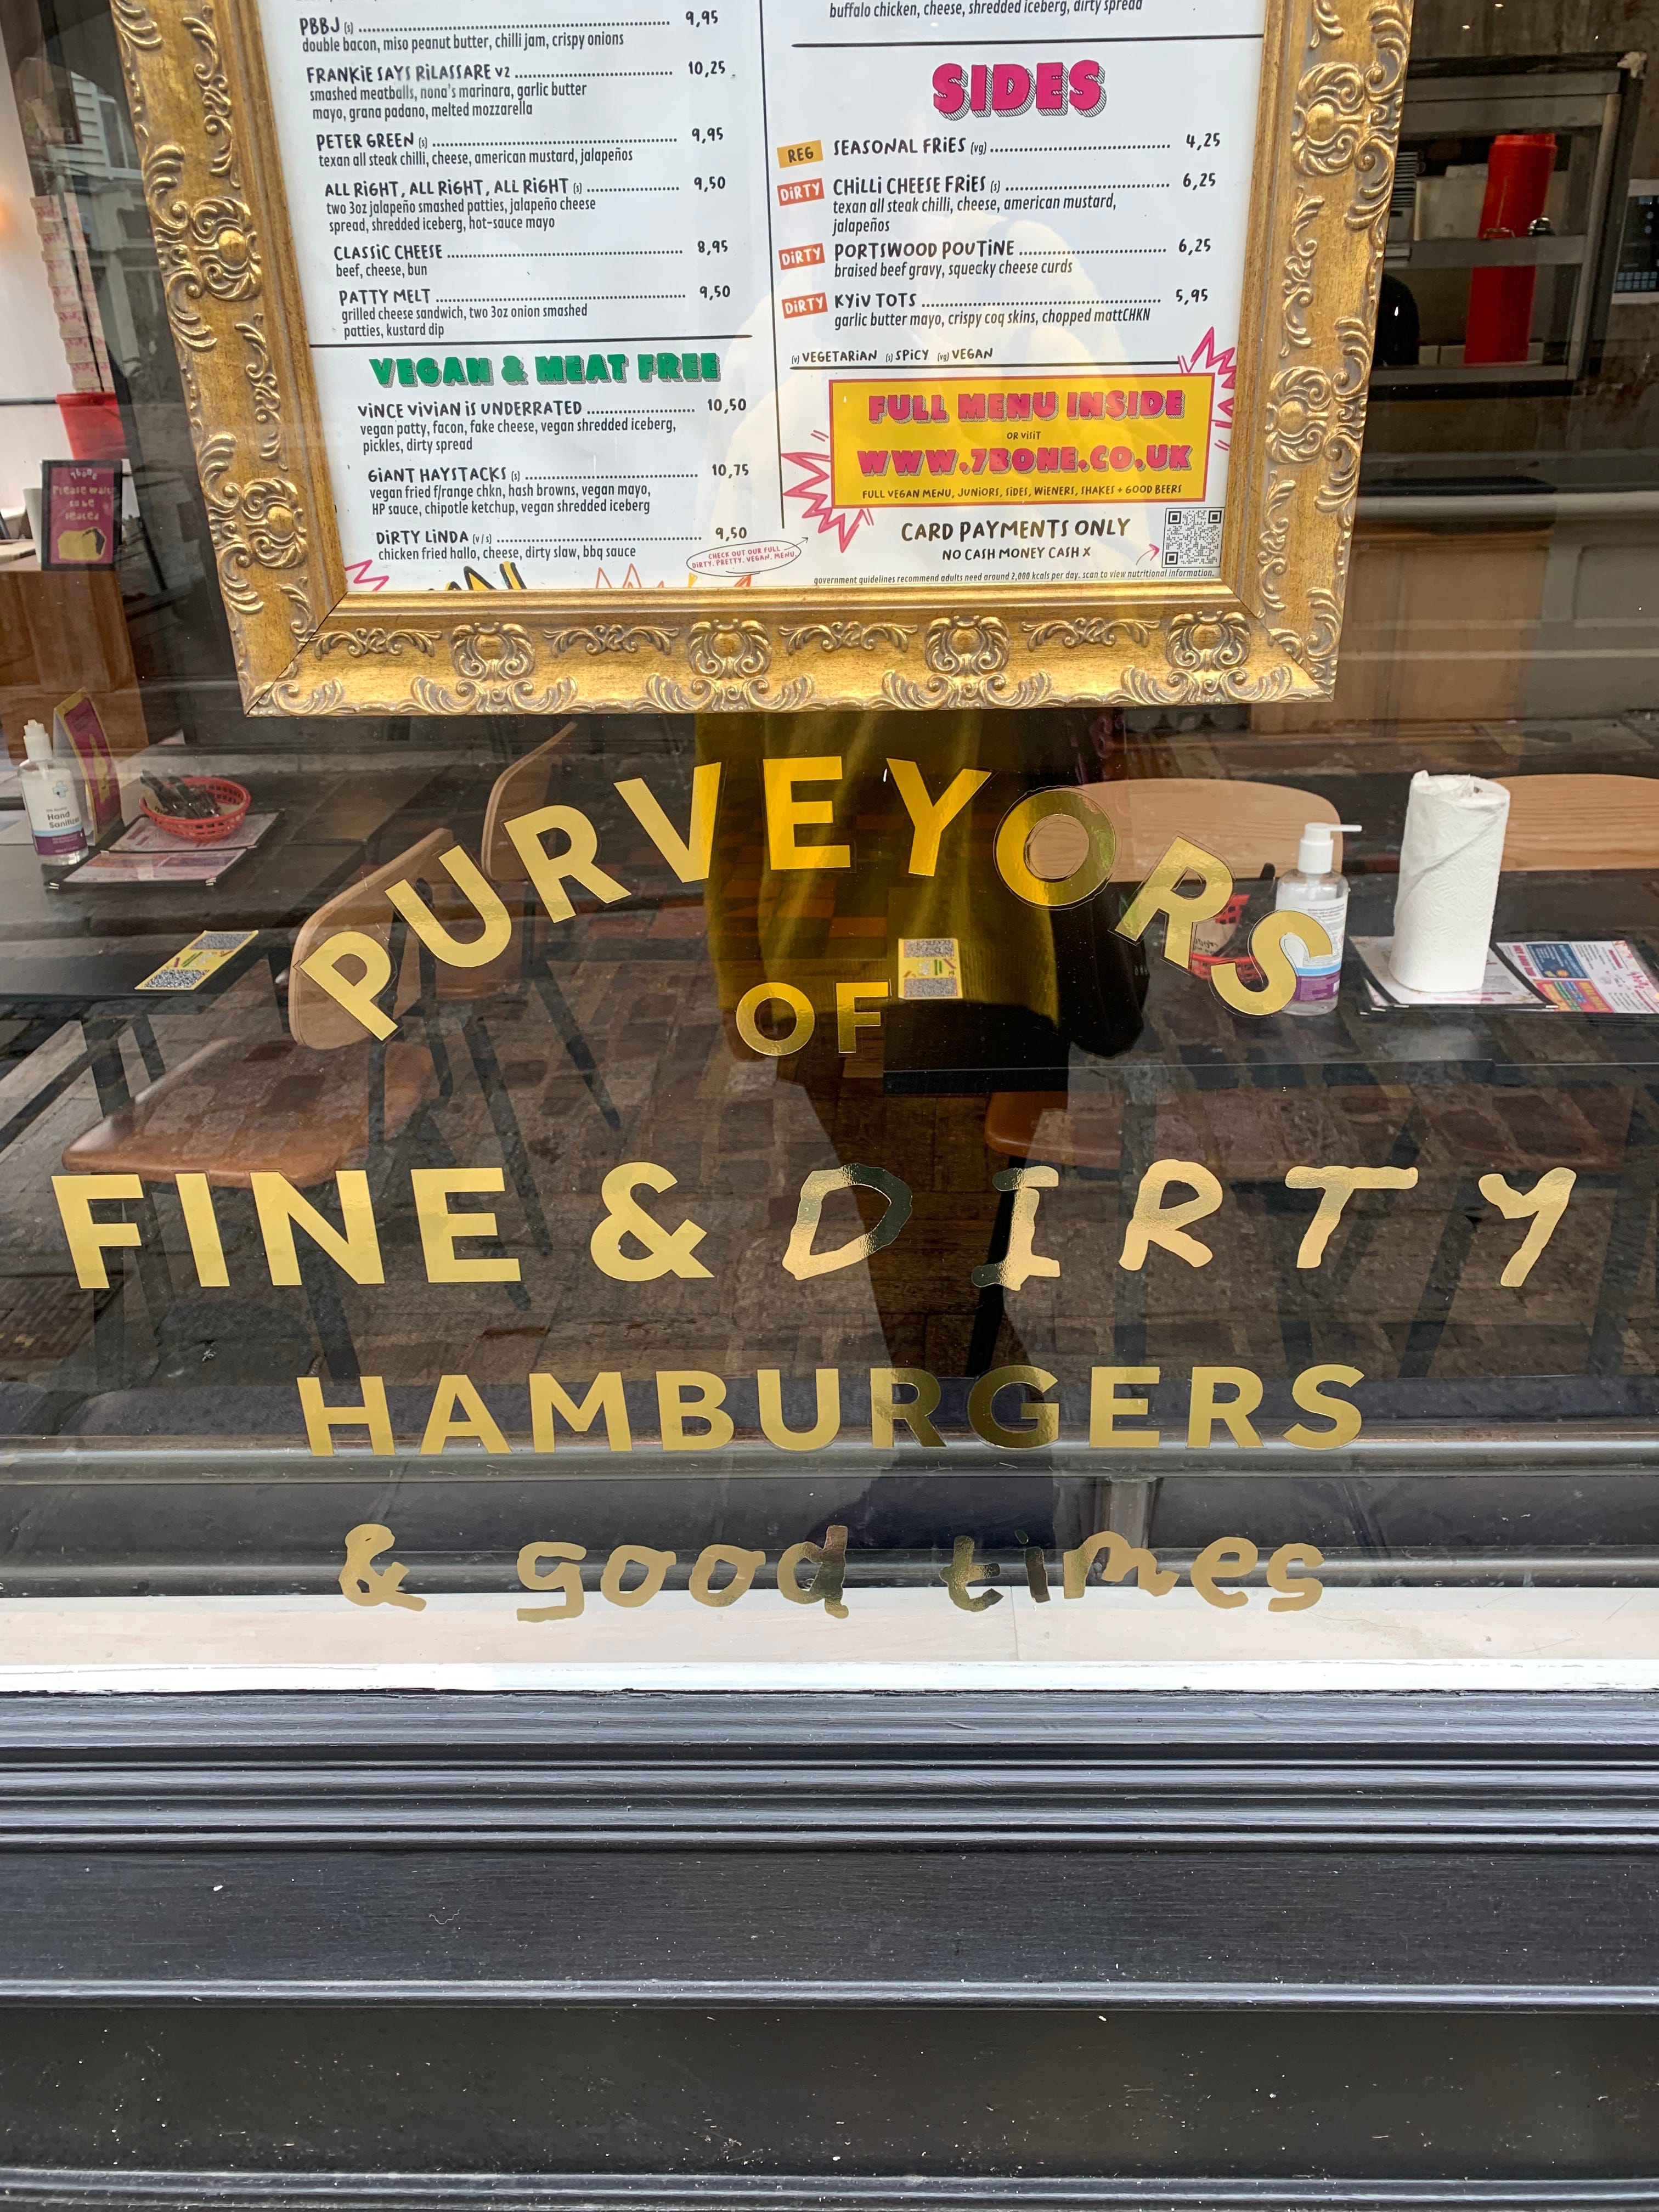 PBBJ (s) 9,95
double bacon, miso peanut butter, chilli jam, crispy onions
FRANKiE SAYS RiLASSARE v2 10,25
smashed meatballs, nona's marinara, garlic butter
mayo, grana padano, melted mozzarella
PETER GREEN (s) 9,95
texan all steak chilli, cheese, american mustard, jalapeños
ALL RiGHT, ALL RiGHT, ALL RiGHT (s) 9,50
two 3oz jalapeño smashed patties, jalapeño cheese
spread, shredded iceberg, hot-sauce mayo
CLASSiC CHEESE 8,95
beef, cheese, bun
PATTY MELT 9,50
grilled cheese sandwich, two 3oz onion smashed
patties, kustard dip
VEGAN & MEAT FREE
ViNCE ViViAN iS UNDERRATED 10,50
vegan patty, facon, fake cheese, vegan shredded iceberg,
pickles, dirty spread
GiANT HAYSTACKS (s) 10,75
vegan fried f/range chkn, hash browns, vegan mayo,
HP sauce, chipotle ketchup, vegan shredded iceberg
DiRTY LiNDA (v/s) 9,50
chicken fried hallo, cheese, dirty slaw, bbq sauce
CHECK OUT OUR FULL
DIRTY. PRETTY. VEGAN. MENU
buffalo chicken, cheese, shredded iceberg, dirty spread
SIDES
REG SEASONAL FRiES (vg) 4,25
DiRTY CHiLLi CHEESE FRiES (s) 6,25
texan all steak chilli, cheese, american mustard,
jalapeños
DiRTY PORTSWOOD POUTiNE 6,25
braised beef gravy, squeaky cheese curds
DiRTY KYiV TOTS 5,95
garlic butter mayo, crispy coq skins, chopped mattCHKN
(v) VEGETARiAN (s) SPiCY (vg) VEGAN
FULL MENU INSIDE
OR ViSiT
WWW.7BONE.CO.UK
FULL VEGAN MENU, JUNiORS, SiDES, WiENERS, SHAKES + GOOD BEERS
CARD PAYMENTS ONLY
NO CASH MONEY CASH X
government guidelines recommend adults need around 2,000 kcals per day. scan to view nutritional information.
7bone
Please wait
to be
seated
Hand
Sanitizer
PURVEYORS
OF
FINE & DIRTY
HAMBURGERS
& good times